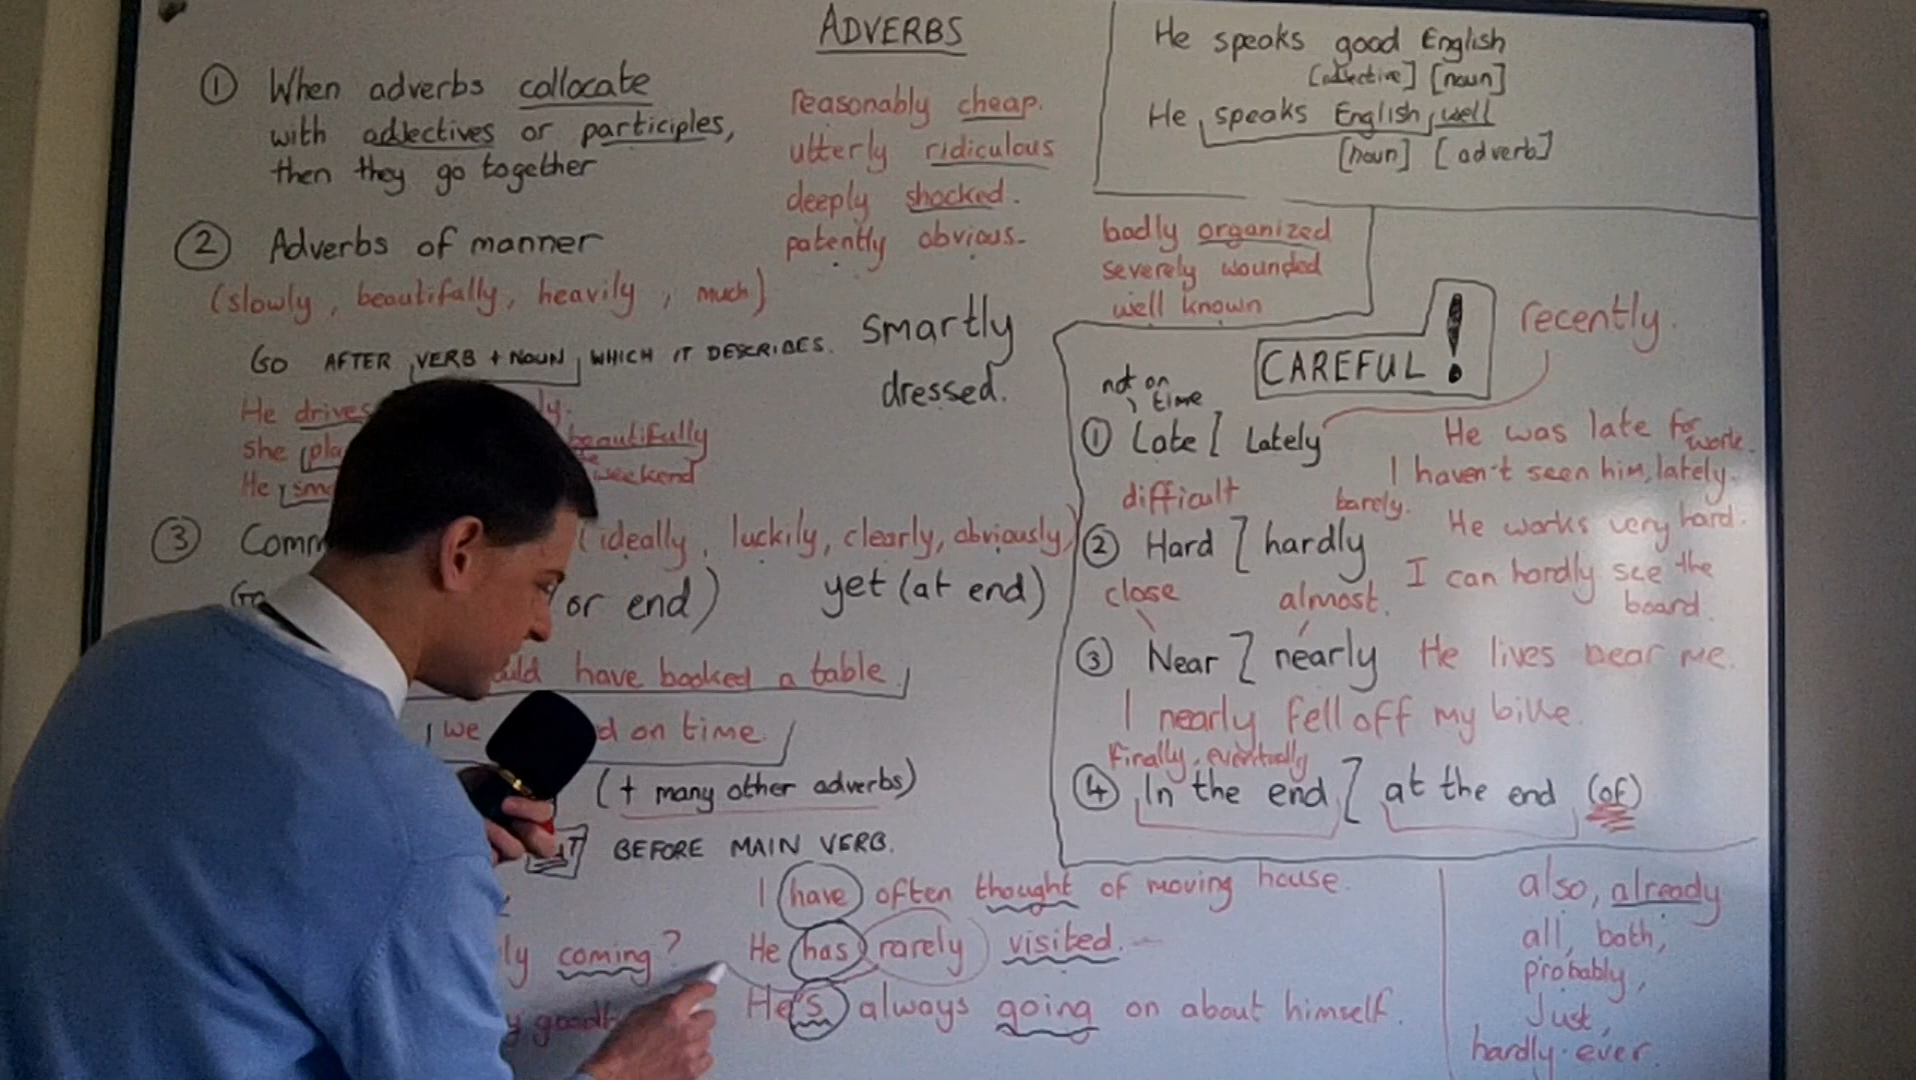 ADVERBS
① When adverbs collocate
with adjectives or participles,
then they go together
reasonably cheap.
utterly ridiculous
deeply shocked.
patently obvious.
He speaks good English
[adjective] [noun]
He speaks English well
[noun] [adverb]
badly organized
severely wounded
well known
② Adverbs of manner
(slowly, beautifully, heavily, much)
GO AFTER VERB + NOUN WHICH IT DESCRIBES.
smartly
dressed.
He drives
She
beautifully
He
weekend
③
(ideally, luckily, clearly, obviously)
or end)
yet (at end)
have booked a table
we
on time.
(+ many other adverbs)
BEFORE MAIN VERB.
coming?
I have often thought of moving house.
He has rarely visited.
He's always going on about himself.
CAREFUL!
recently.
not on
time
① Late [ Lately
He was late for
work.
I haven't seen him, lately.
difficult
barely.
② Hard [ hardly
He works very hard.
I can hardly see the
board.
close
almost.
③ Near ] nearly He lives near me.
I nearly fell off my bike.
Finally, eventually
④ In the end [ at the end (of)
also, already
all, both,
probably,
Just,
hardly ever.